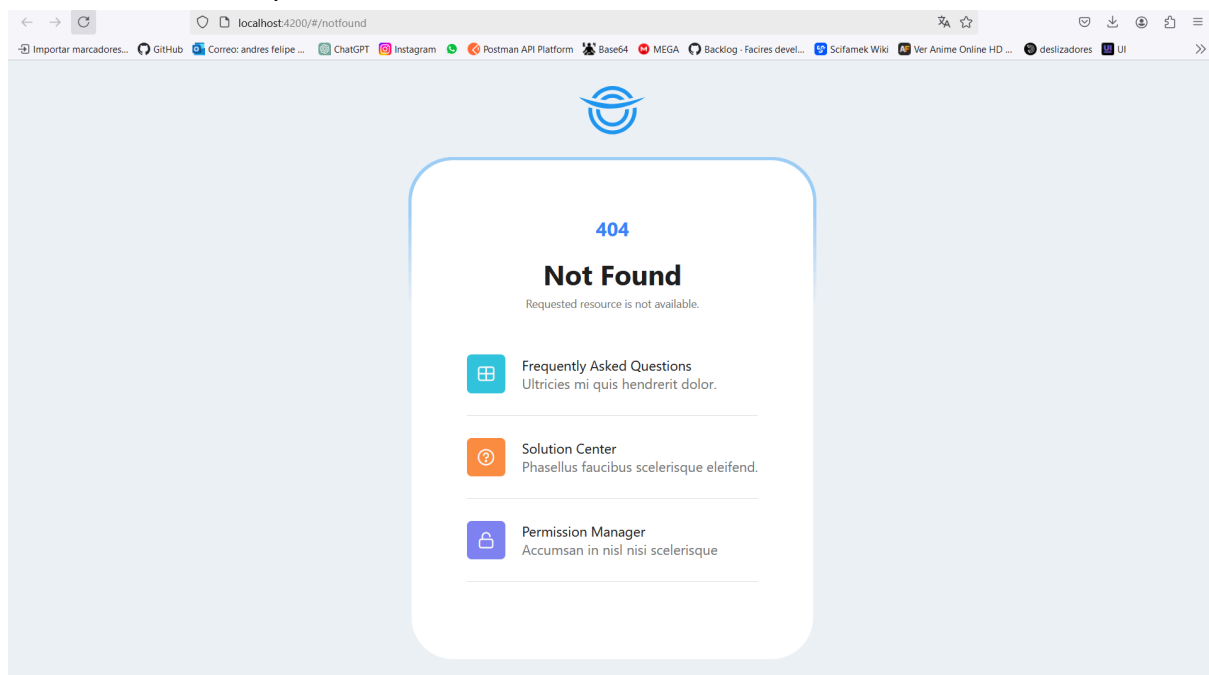 localhost:4200/#/notfound
Importar marcadores... GitHub Correo: andres felipe ... ChatGPT Instagram Postman API Platform Base64 MEGA Backlog - Facires devel... Scifamek Wiki Ver Anime Online HD ... deslizadores UI
404
Not Found
Requested resource is not available.
Frequently Asked Questions
Ultricies mi quis hendrerit dolor.
Solution Center
Phasellus faucibus scelerisque eleifend.
Permission Manager
Accumsan in nisl nisi scelerisque